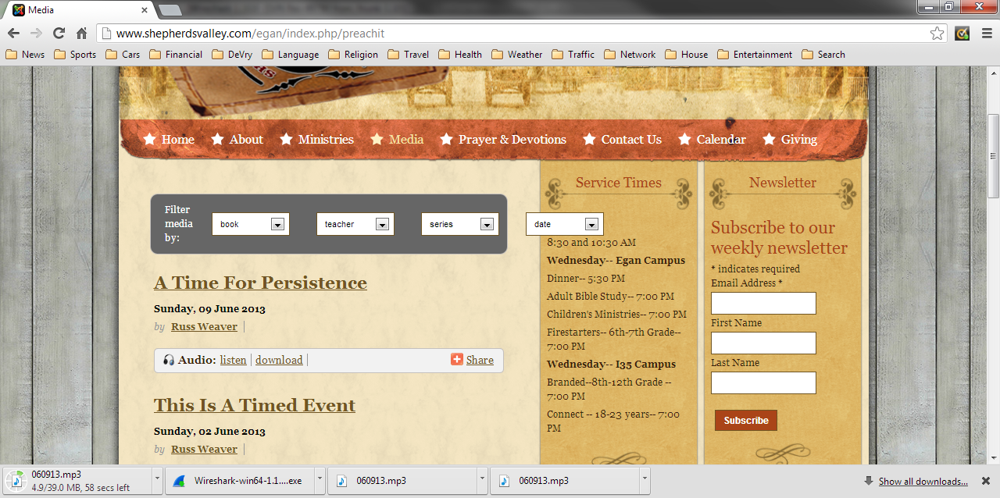 Media
www.shepherdsvalley.com/egan/index.php/preachit
News Sports Cars Financial DeVry Language Religion Travel Health Weather Traffic Network House Entertainment Search
Home About Ministries Media Prayer & Devotions Contact Us Calendar Giving
Filter
media
by:
book teacher series date
A Time For Persistence
Sunday, 09 June 2013
by Russ Weaver
Audio: listen download Share
This Is A Timed Event
Sunday, 02 June 2013
by Russ Weaver
Service Times
8:30 and 10:30 AM
Wednesday-- Egan Campus
Dinner-- 5:30 PM
Adult Bible Study-- 7:00 PM
Children's Ministries-- 7:00 PM
Firestarters-- 6th-7th Grade--
7:00 PM
Wednesday-- I35 Campus
Branded--8th-12th Grade --
7:00 PM
Connect -- 18-23 years-- 7:00
PM
Newsletter
Subscribe to our
weekly newsletter
* indicates required
Email Address *
First Name
Last Name
Subscribe
060913.mp3
4.9/39.0 MB, 58 secs left
Wireshark-win64-1.1....exe
060913.mp3
060913.mp3
Show all downloads...